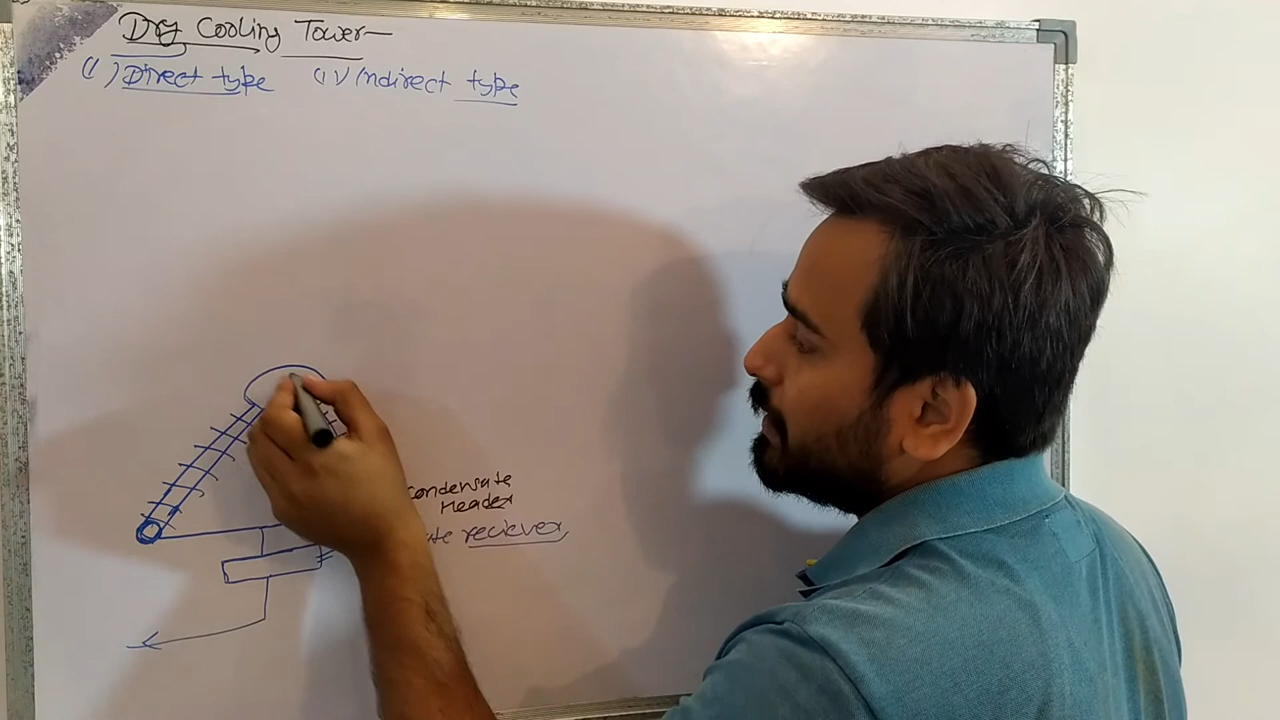 Dry Cooling Tower—
(i) Direct type (ii) Indirect type
condensate
Header
reciever,